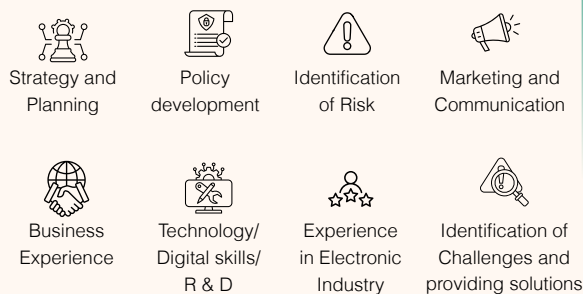 Strategy and
Planning
Policy
development
Identification
of Risk
Marketing and
Communication
Business
Experience
Technology/
Digital skills/
R & D
Experience
in Electronic
Industry
Identification of
Challenges and
providing solutions